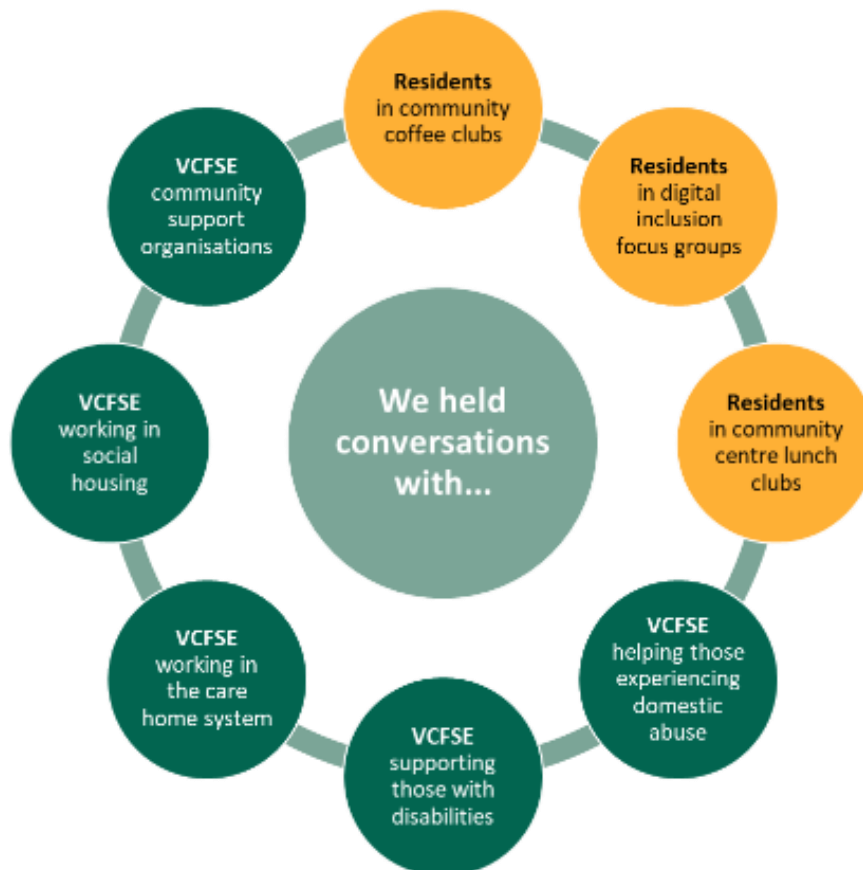 We held
conversations
with...
Residents
in community
coffee clubs
Residents
in digital
inclusion
focus groups
Residents
in community
centre lunch
clubs
VCFSE
helping those
experiencing
domestic
abuse
VCFSE
supporting
those with
disabilities
VCFSE
working in
the care
home system
VCFSE
working in
social
housing
VCFSE
community
support
organisations